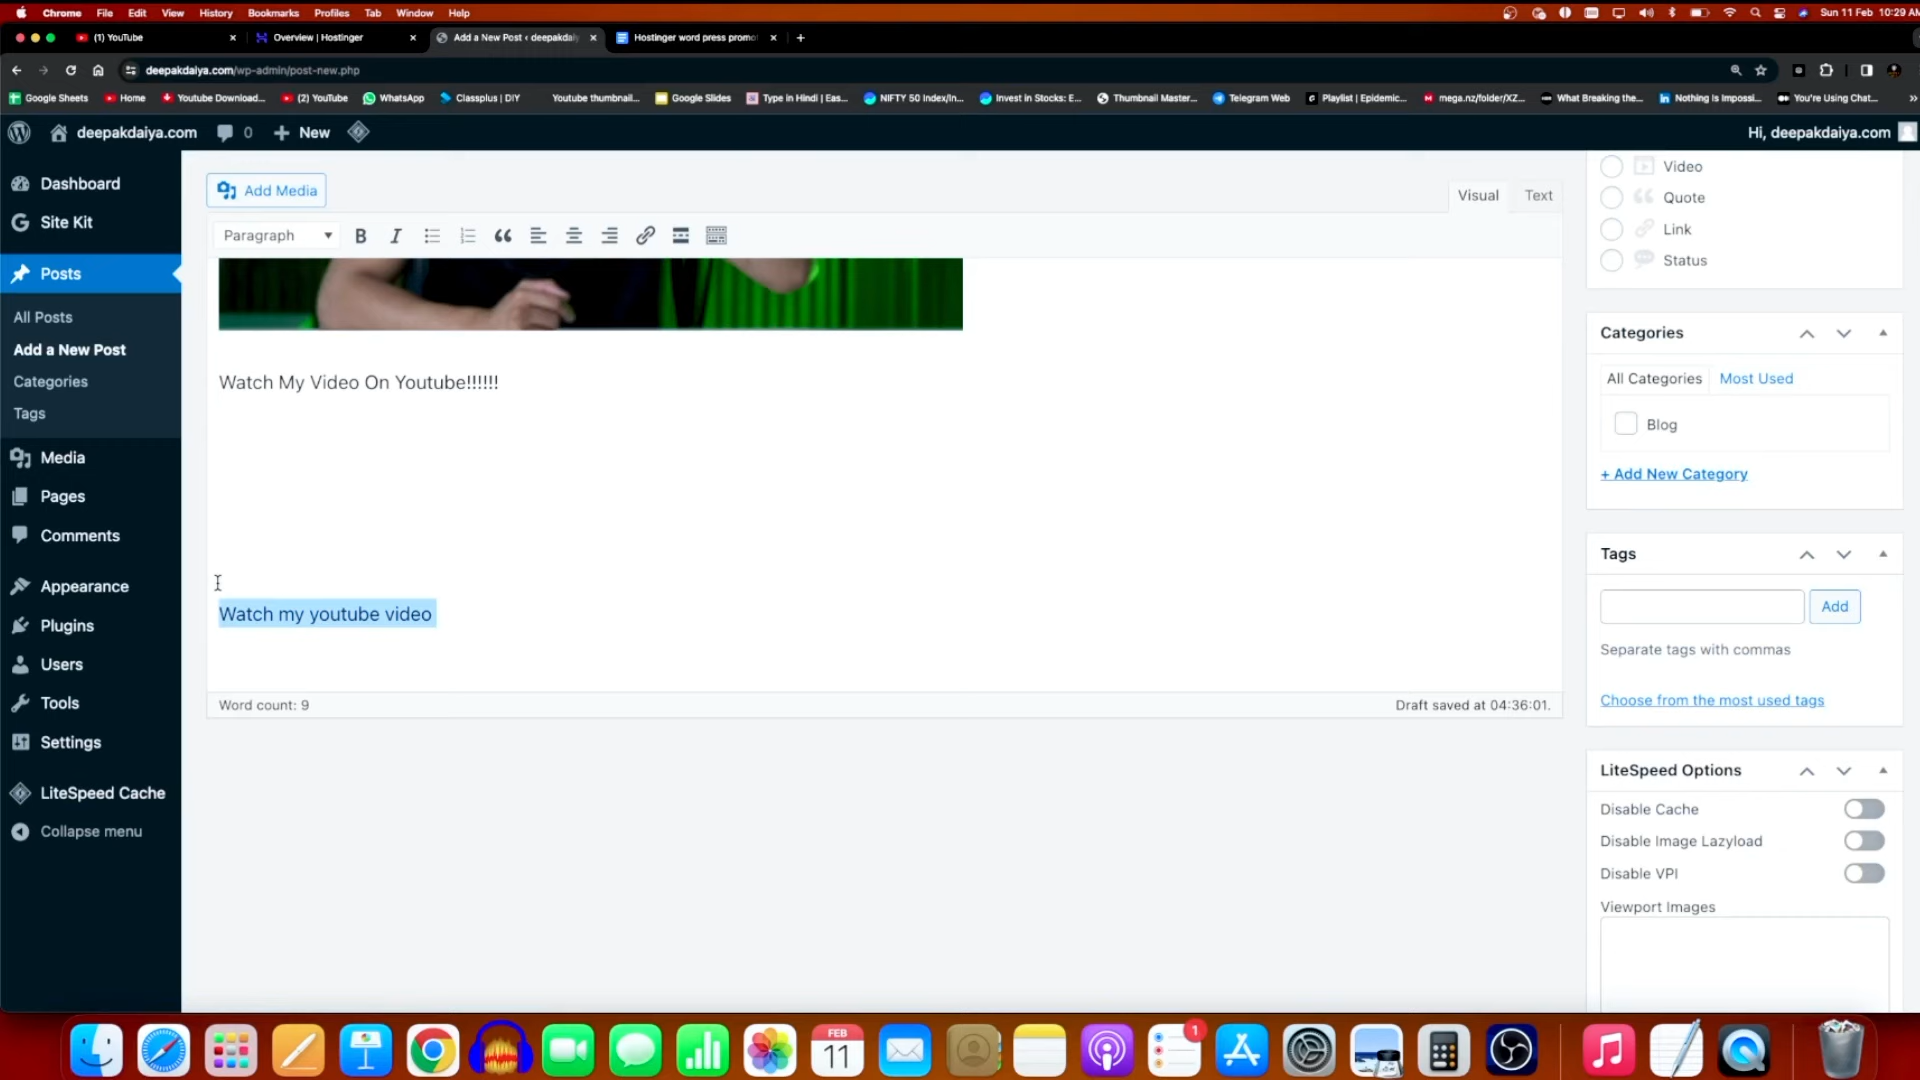 Chrome File Edit View History Bookmarks Profiles Tab Window Help
Sun 11 Feb 10:29 AM
(1) YouTube
Overview | Hostinger
Add a New Post ‹ deepakdaiy
Hostinger word press promo
deepakdaiya.com/wp-admin/post-new.php
Google Sheets Home Youtube Download... (2) YouTube WhatsApp Classplus | DIY Youtube thumbnail... Google Slides Type in Hindi | Eas... NIFTY 50 Index/In... Invest in Stocks: E... Thumbnail Master... Telegram Web Playlist | Epidemic... mega.nz/folder/XZ... What Breaking the... Nothing Is Impossi... You're Using Chat... »
deepakdaiya.com 0 + New
Hi, deepakdaiya.com
Dashboard
Site Kit
Posts
All Posts
Add a New Post
Categories
Tags
Media
Pages
Comments
Appearance
Plugins
Users
Tools
Settings
LiteSpeed Cache
Collapse menu
Add Media
Visual Text
Paragraph B I
Watch My Video On Youtube!!!!!!
Watch my youtube video
Word count: 9
Draft saved at 04:36:01.
Video
Quote
Link
Status
Categories
All Categories Most Used
Blog
+ Add New Category
Tags
Add
Separate tags with commas
Choose from the most used tags
LiteSpeed Options
Disable Cache
Disable Image Lazyload
Disable VPI
Viewport Images
FEB
11
1